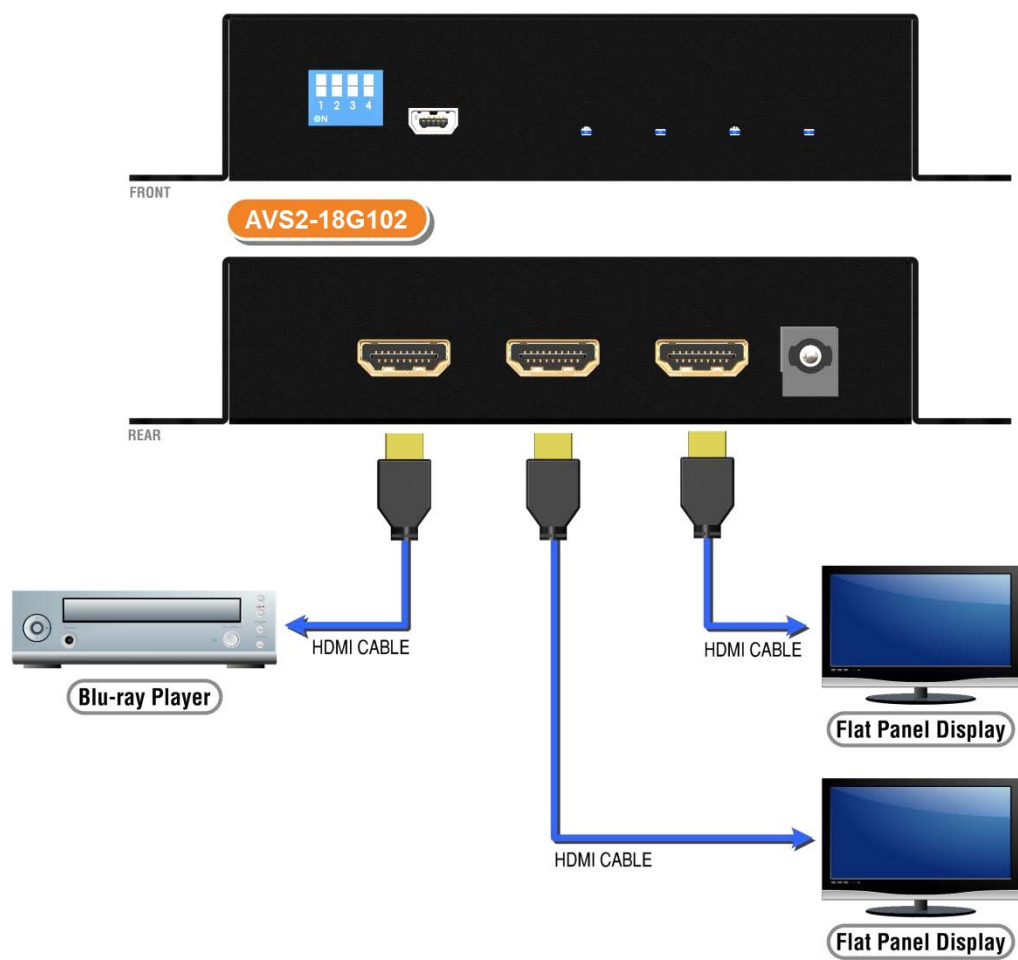 1 2 3 4
ON
FRONT
AVS2-18G102
REAR
HDMI CABLE
HDMI CABLE
Blu-ray Player
Flat Panel Display
HDMI CABLE
Flat Panel Display